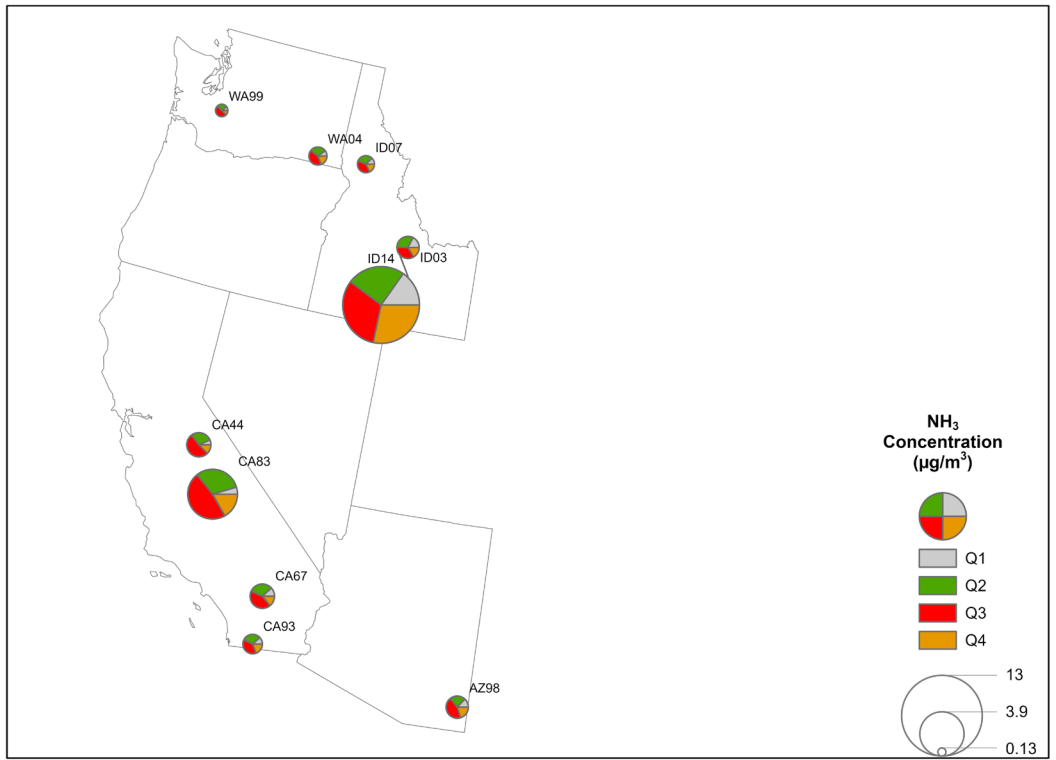 WA99
WA04
ID07
ID14
ID03
CA44
CA83
CA67
CA93
AZ98
NH₃
Concentration
(µg/m³)
Q1
Q2
Q3
Q4
13
3.9
0.13